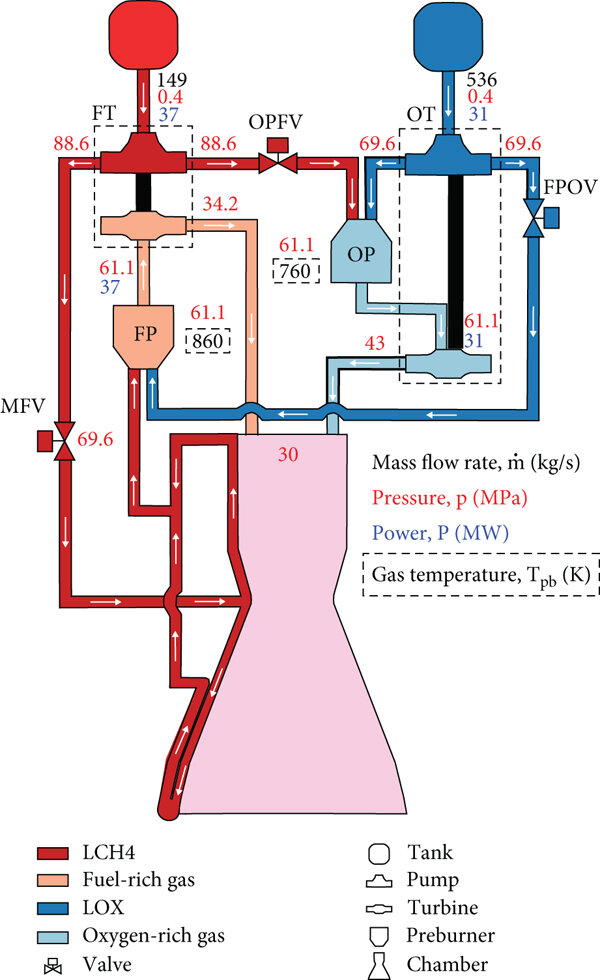 149
0.4
37
FT
88.6
88.6
OPFV
536
0.4
31
OT
69.6
69.6
FPOV
34.2
61.1
37
61.1
760
OP
FP
61.1
860
61.1
31
43
MFV
69.6
30
Mass flow rate, ṁ (kg/s)
Pressure, p (MPa)
Power, P (MW)
Gas temperature, Tpb (K)
LCH4
Fuel-rich gas
LOX
Oxygen-rich gas
Valve
Tank
Pump
Turbine
Preburner
Chamber